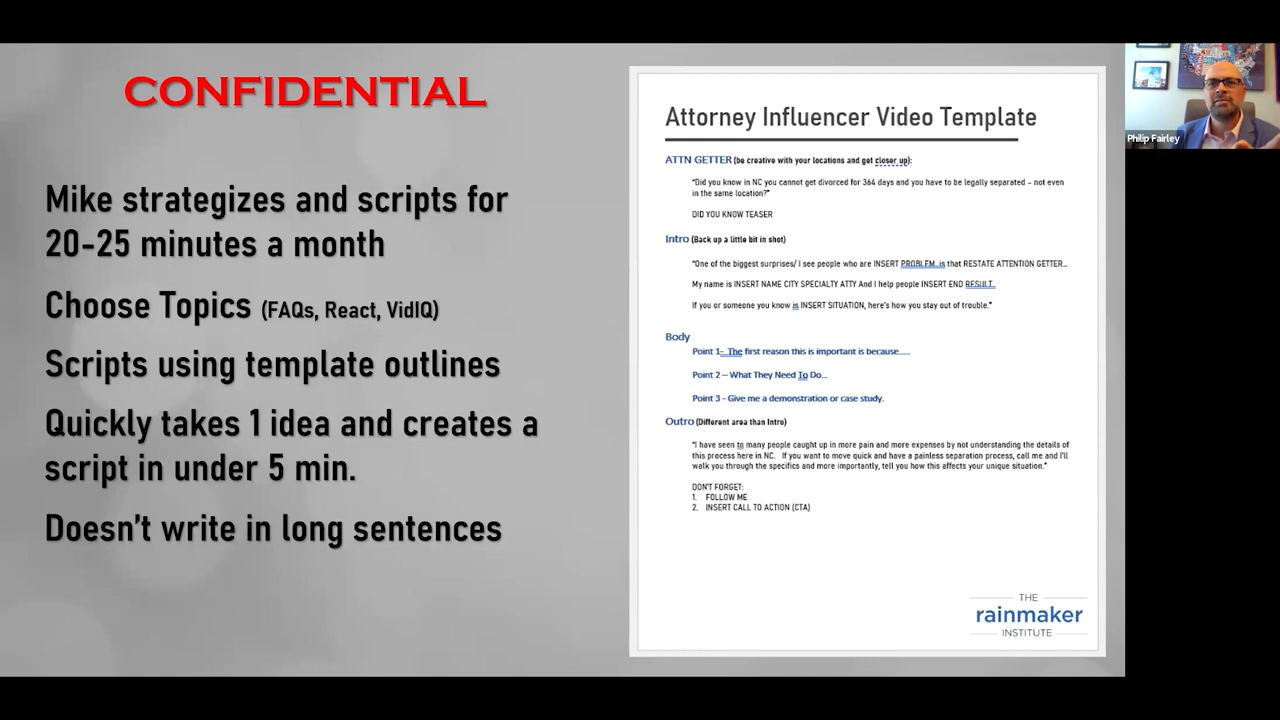 CONFIDENTIAL
Mike strategizes and scripts for
20-25 minutes a month
Choose Topics (FAQs, React, VidIQ)
Scripts using template outlines
Quickly takes 1 idea and creates a
script in under 5 min.
Doesn't write in long sentences
Attorney Influencer Video Template
ATTN GETTER (be creative with your locations and get closer up):
"Did you know in NC you cannot get divorced for 364 days and you have to be legally separated – not even
in the same location?"
DID YOU KNOW TEASER
Intro (Back up a little bit in shot)
"One of the biggest surprises/ I see people who are INSERT PROBLEM is that RESTATE ATTENTION GETTER...
My name is INSERT NAME CITY SPECIALTY ATTY And I help people INSERT END RESULT.
If you or someone you know is INSERT SITUATION, here's how you stay out of trouble."
Body
Point 1- The first reason this is important is because.....
Point 2 – What They Need To Do...
Point 3 - Give me a demonstration or case study.
Outro (Different area than Intro)
"I have seen to many people caught up in more pain and more expenses by not understanding the details of
this process here in NC. If you want to move quick and have a painless separation process, call me and I'll
walk you through the specifics and more importantly, tell you how this affects your unique situation."
DON'T FORGET:
1. FOLLOW ME
2. INSERT CALL TO ACTION (CTA)
THE
rainmaker
INSTITUTE
Philip Fairley